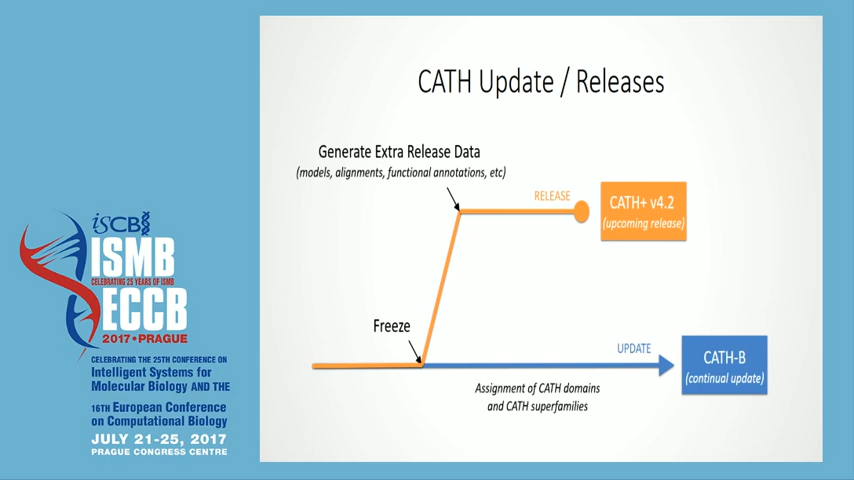 CATH Update / Releases
Generate Extra Release Data
(models, alignments, functional annotations, etc)
RELEASE
CATH+ v4.2
(upcoming release)
Freeze
UPDATE
CATH-B
(continual update)
Assignment of CATH domains
and CATH superfamilies
iSCB
ISMB
CELEBRATING 25 YEARS OF ISMB
ECCB
2017 • PRAGUE
CELEBRATING THE 25TH CONFERENCE ON
Intelligent Systems for
Molecular Biology AND THE
16TH European Conference
on Computational Biology
JULY 21-25, 2017
PRAGUE CONGRESS CENTRE